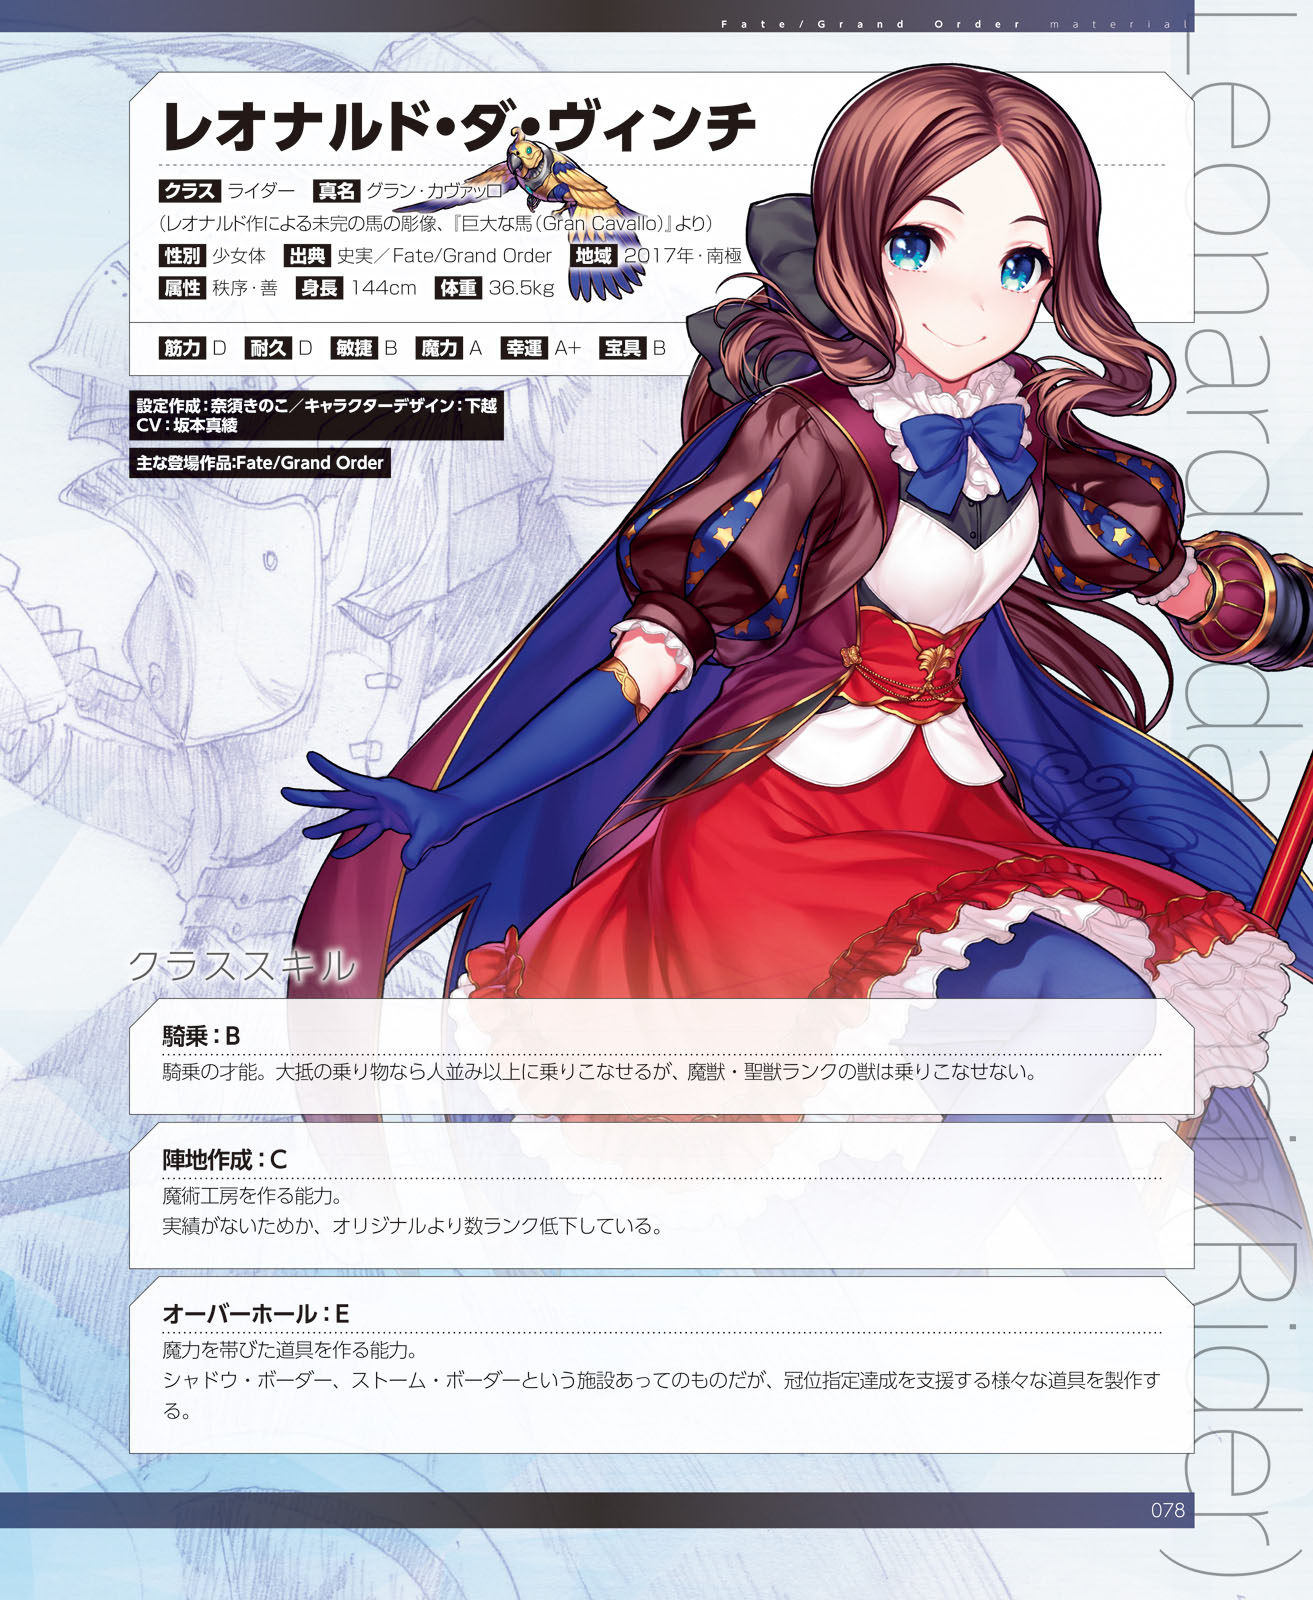 Fate/Grand Order material
レオナルド・ダ・ヴィンチ
クラス ライダー 真名 グラン・カヴァッロ
（レオナルド作による未完の馬の彫像、『巨大な馬（Gran Cavallo）』より）
性別 少女体 出典 史実／Fate/Grand Order 地域 2017年・南極
属性 秩序・善 身長 144cm 体重 36.5kg
筋力 D 耐久 D 敏捷 B 魔力 A 幸運 A+ 宝具 B
設定作成：奈須きのこ／キャラクターデザイン：下越
CV：坂本真綾
主な登場作品:Fate/Grand Order
クラススキル
騎乗：B
騎乗の才能。大抵の乗り物なら人並み以上に乗りこなせるが、魔獣・聖獣ランクの獣は乗りこなせない。
陣地作成：C
魔術工房を作る能力。
実績がないためか、オリジナルより数ランク低下している。
オーバーホール：E
魔力を帯びた道具を作る能力。
シャドウ・ボーダー、ストーム・ボーダーという施設あってのものだが、冠位指定達成を支援する様々な道具を製作す
る。
078